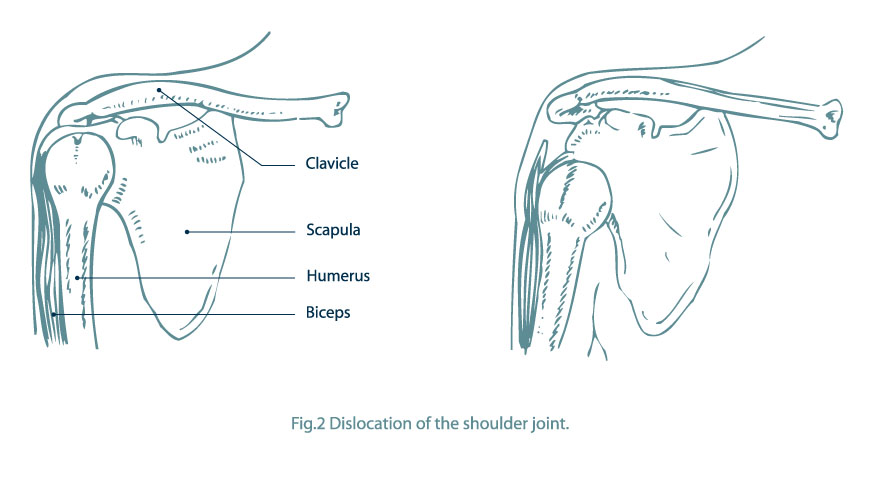 Clavicle
Scapula
Humerus
Biceps
Fig.2 Dislocation of the shoulder joint.